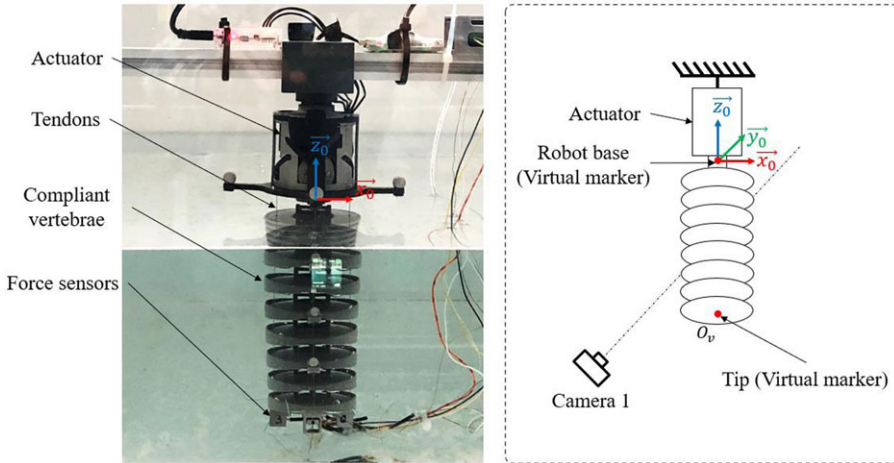 Actuator
Tendons
Compliant
vertebrae
Force sensors
z₀
x₀
3
Actuator
z₀
y₀
x₀
Robot base
(Virtual marker)
Oᵥ
Tip (Virtual marker)
Camera 1